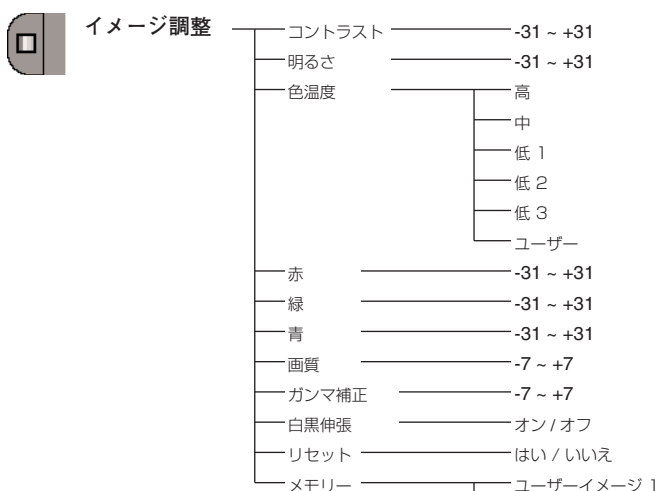 イメージ調整
コントラスト -31 ~ +31
明るさ -31 ~ +31
色温度 高
中
低 1
低 2
低 3
ユーザー
赤 -31 ~ +31
緑 -31 ~ +31
青 -31 ~ +31
画質 -7 ~ +7
ガンマ補正 -7 ~ +7
白黒伸張 オン / オフ
リセット はい / いいえ
メモリー ユーザーイメージ 1